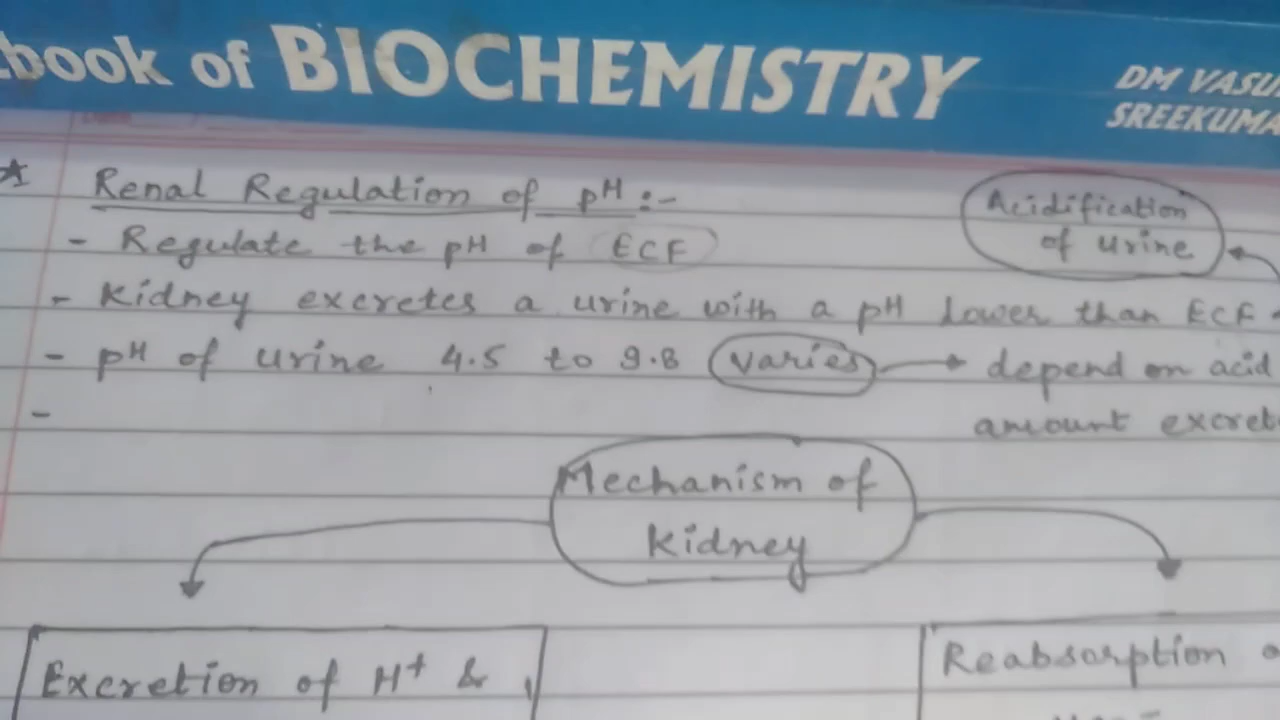 book of BIOCHEMISTRY
DM VASU
SREEKUMA
Renal Regulation of pH :-
Acidification
of urine
- Regulate the pH of ECF
- Kidney excretes a urine with a pH lower than ECF
- pH of urine 4.5 to 9.8 varies → depend on acid
amount excret
-
Mechanism of
Kidney
Excretion of H+ &
Reabsorption